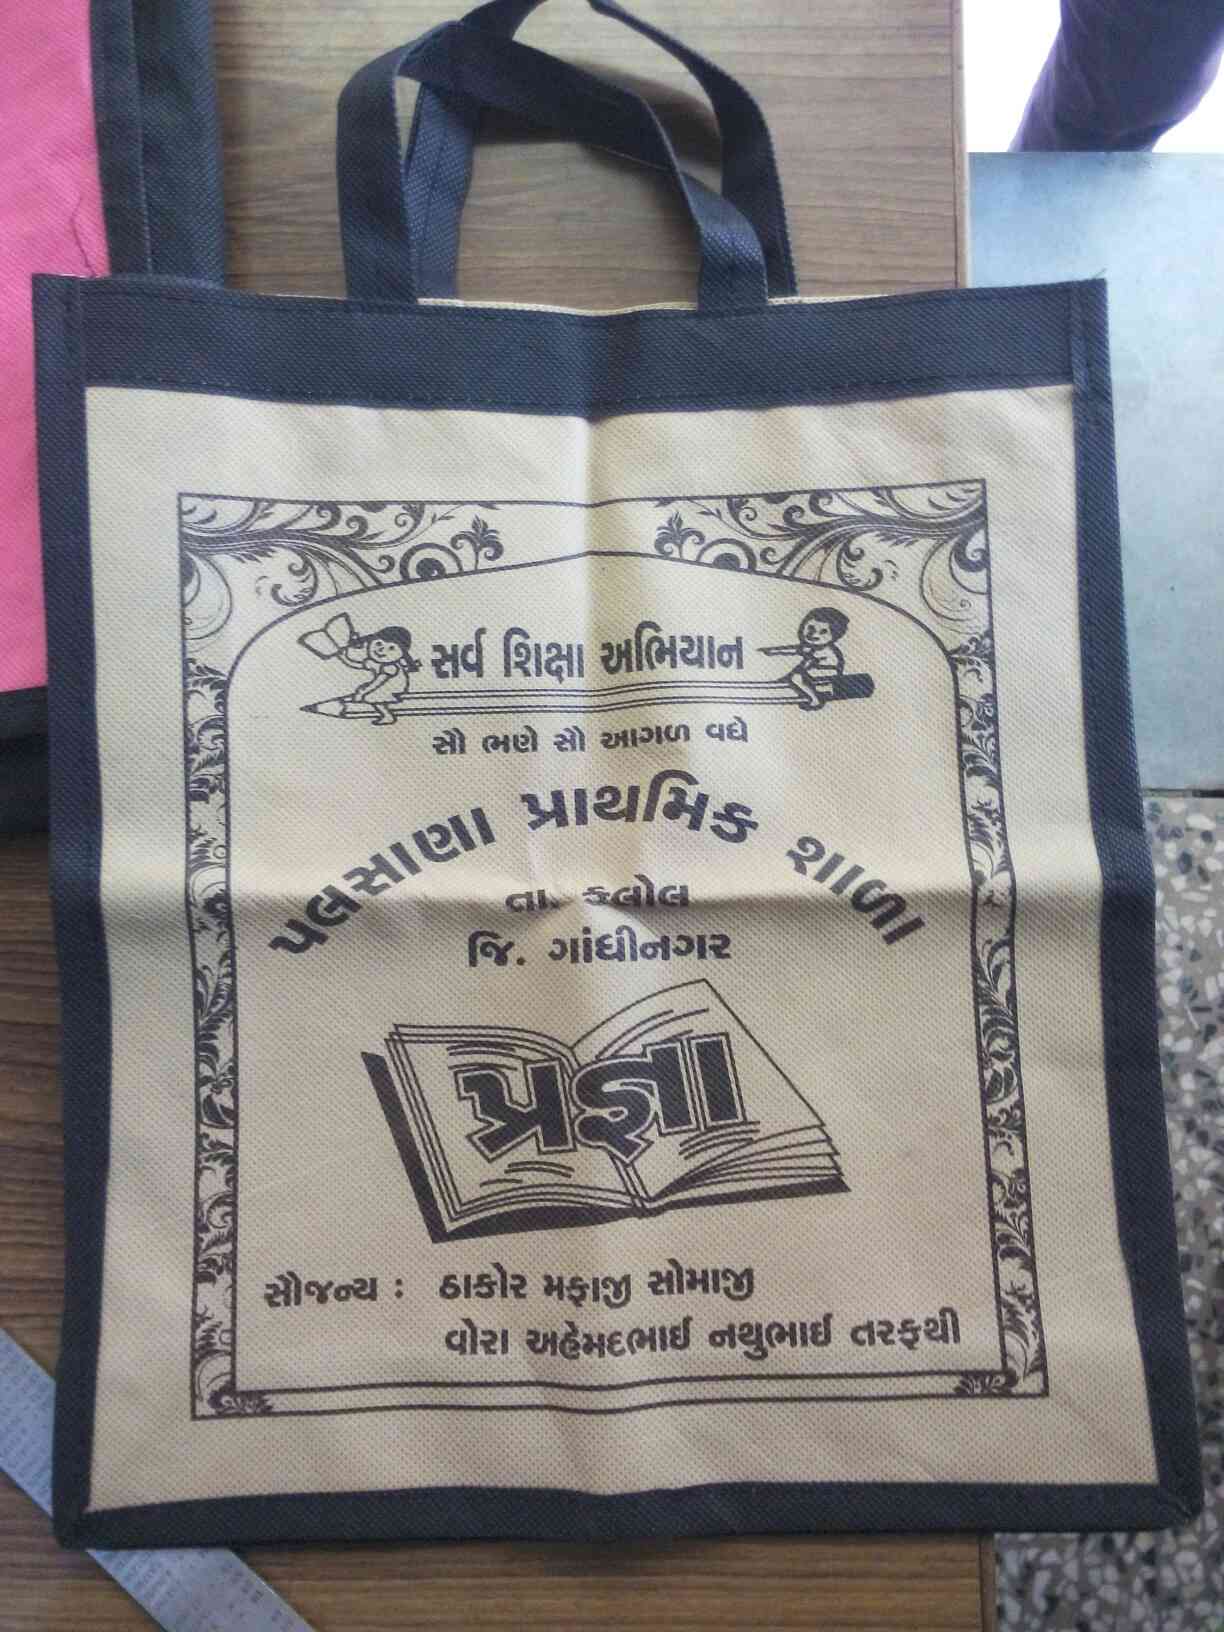 સર્વ શિક્ષા અભિયાન
સૌ ભણે સૌ આગળ વધે
પલસાણા પ્રાથમિક શાળા
તા. કલોલ
જિ. ગાંધીનગર
પ્રજ્ઞા
સૌજન્ય : ઠાકોર મફાજી સોમાજી
વોરા અહેમદભાઈ નથુભાઈ તરફથી